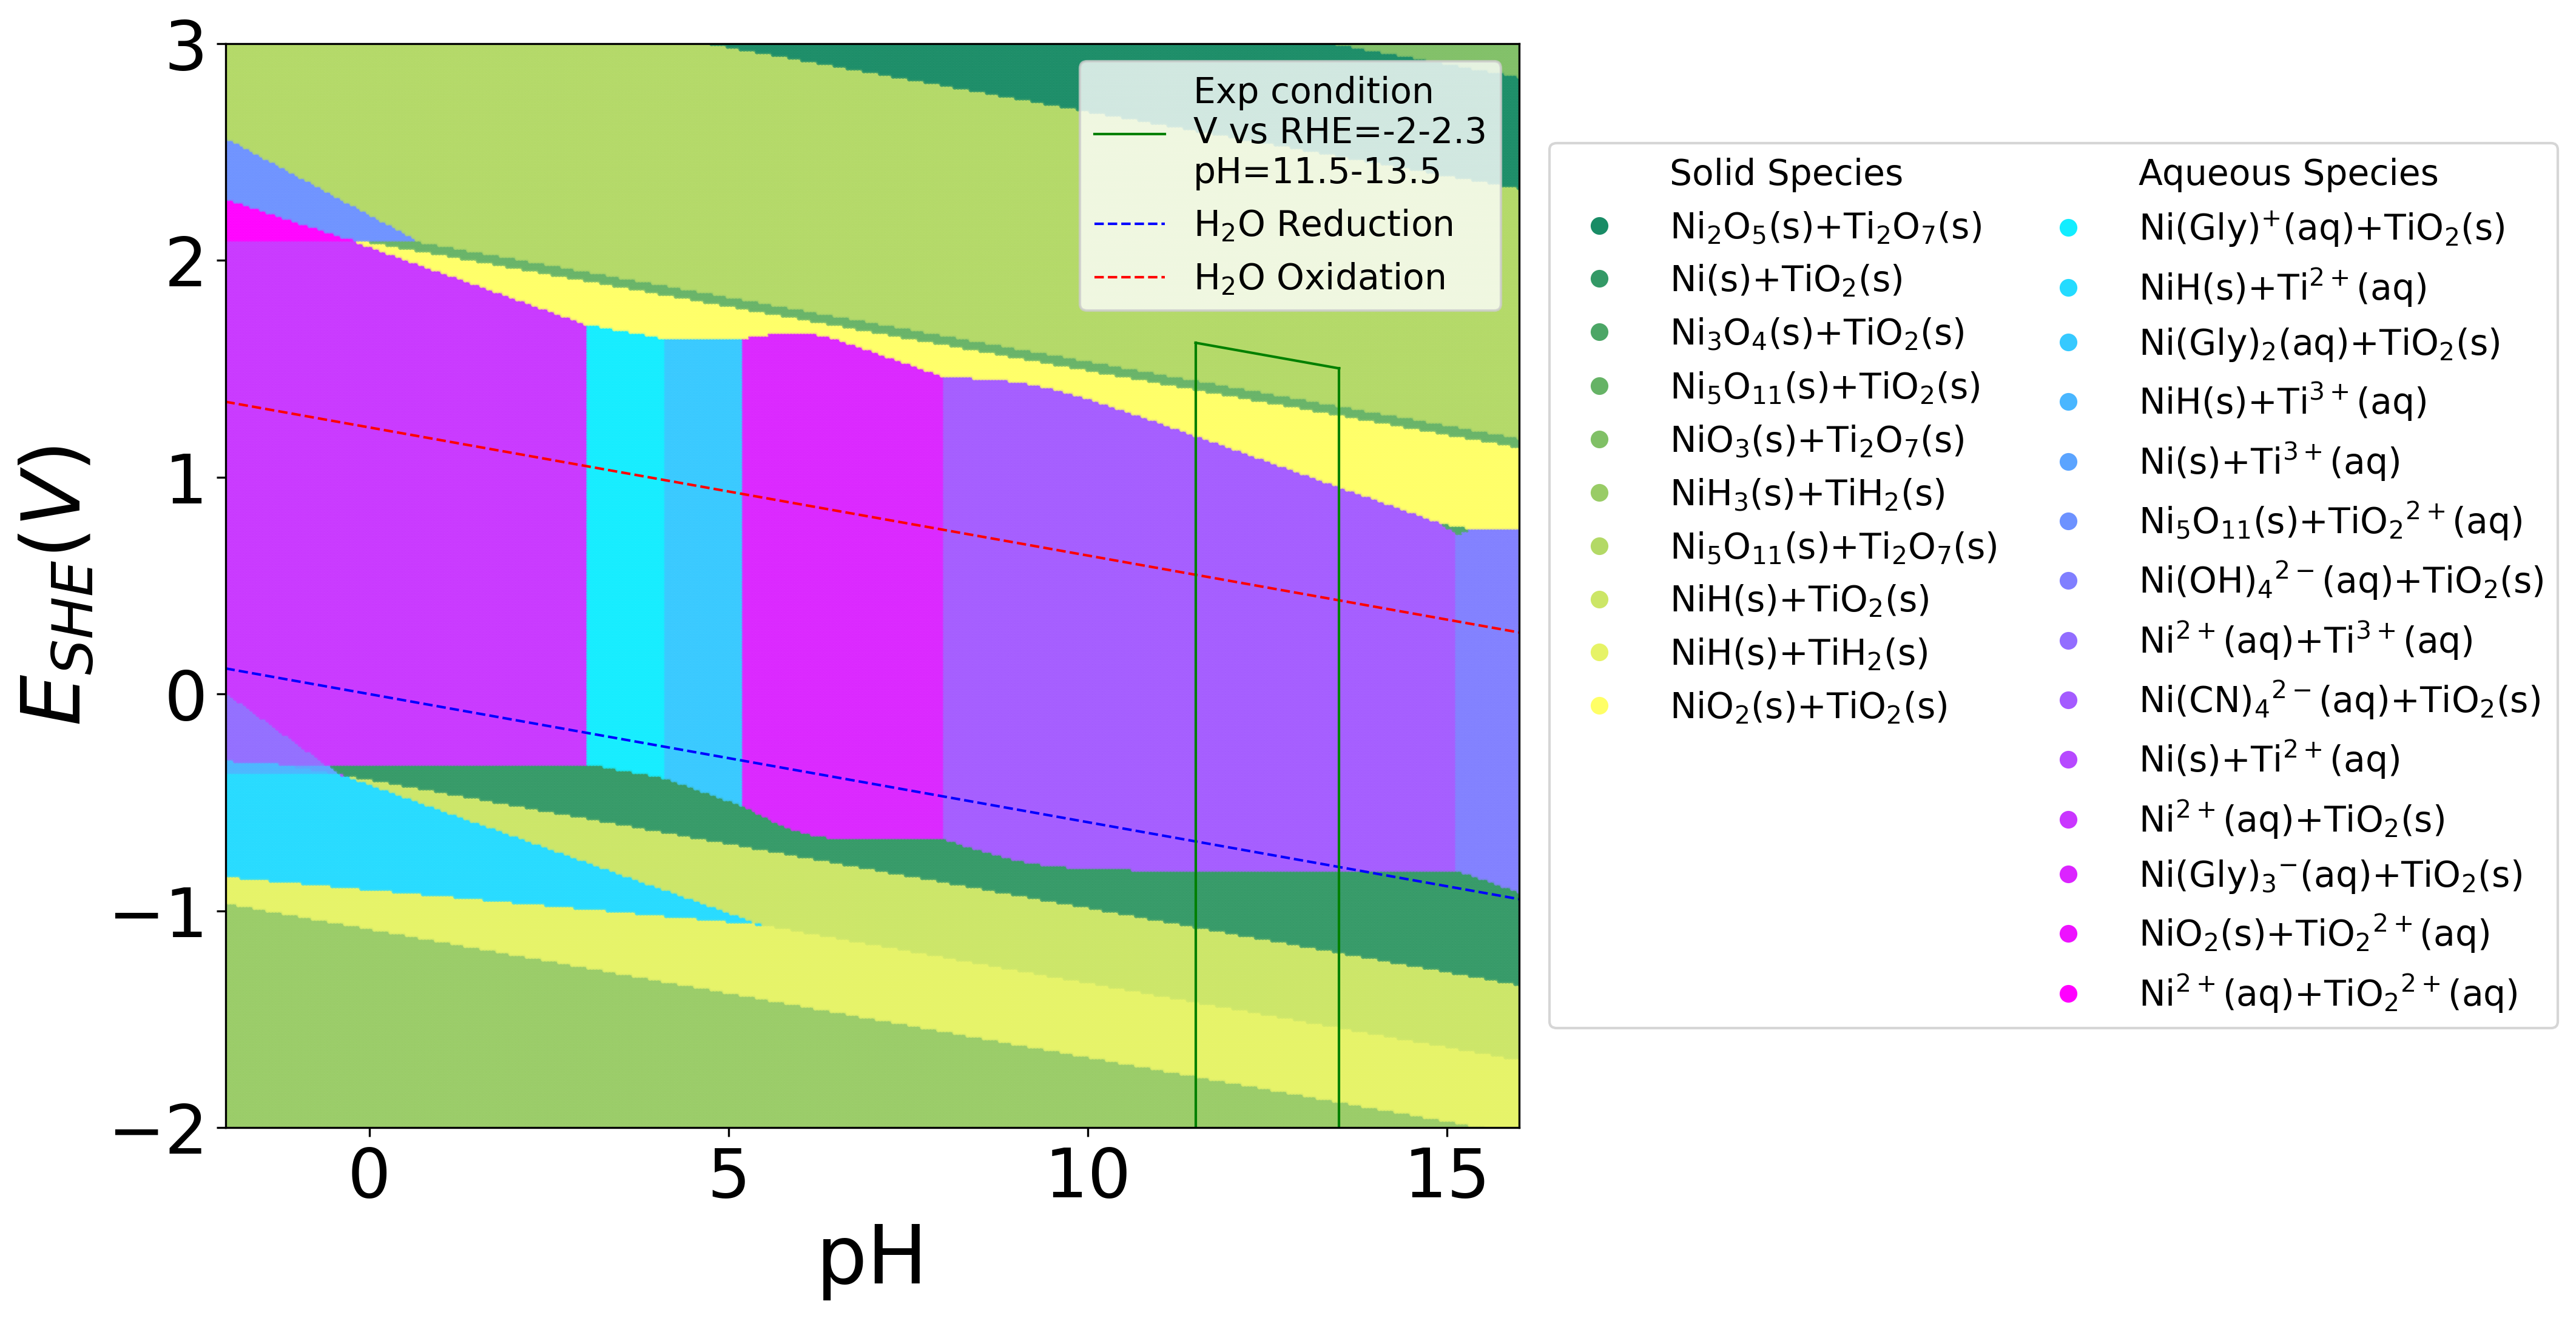 3
2
1
0
−1
−2
E_SHE(V)
0 5 10 15
pH
Exp condition
V vs RHE=-2-2.3
pH=11.5-13.5
H₂O Reduction
H₂O Oxidation
Solid Species
Ni₂O₅(s)+Ti₂O₇(s)
Ni(s)+TiO₂(s)
Ni₃O₄(s)+TiO₂(s)
Ni₅O₁₁(s)+TiO₂(s)
NiO₃(s)+Ti₂O₇(s)
NiH₃(s)+TiH₂(s)
Ni₅O₁₁(s)+Ti₂O₇(s)
NiH(s)+TiO₂(s)
NiH(s)+TiH₂(s)
NiO₂(s)+TiO₂(s)
Aqueous Species
Ni(Gly)⁺(aq)+TiO₂(s)
NiH(s)+Ti²⁺(aq)
Ni(Gly)₂(aq)+TiO₂(s)
NiH(s)+Ti³⁺(aq)
Ni(s)+Ti³⁺(aq)
Ni₅O₁₁(s)+TiO₂²⁺(aq)
Ni(OH)₄²⁻(aq)+TiO₂(s)
Ni²⁺(aq)+Ti³⁺(aq)
Ni(CN)₄²⁻(aq)+TiO₂(s)
Ni(s)+Ti²⁺(aq)
Ni²⁺(aq)+TiO₂(s)
Ni(Gly)₃⁻(aq)+TiO₂(s)
NiO₂(s)+TiO₂²⁺(aq)
Ni²⁺(aq)+TiO₂²⁺(aq)